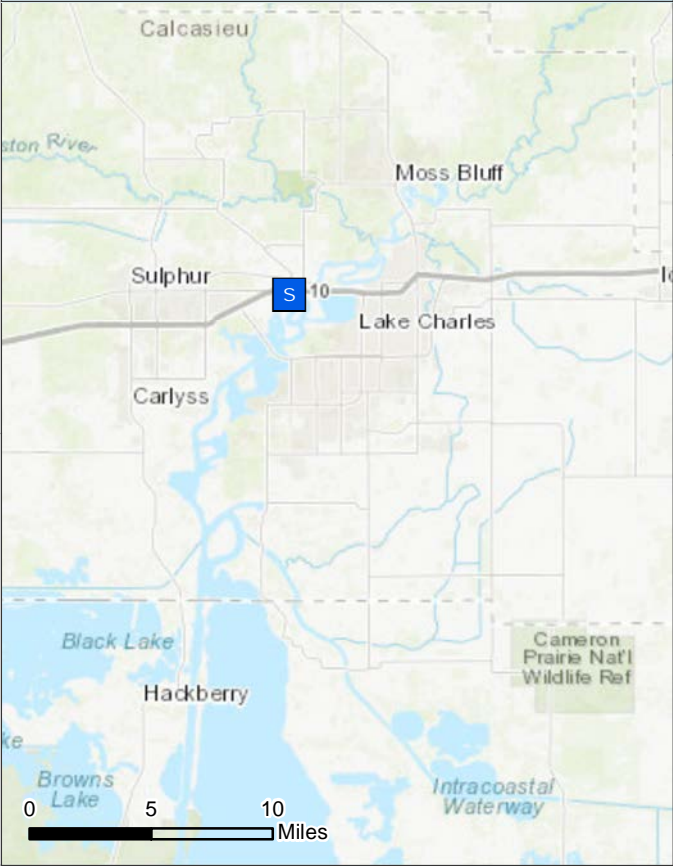 Calcasieu
ston River
Moss Bluff
Sulphur
S
10
Lake Charles
Carlyss
Black Lake
Cameron
Prairie Nat'l
Wildlife Ref
Hackberry
Browns
Lake
Intracoastal
Waterway
0 5 10
Miles